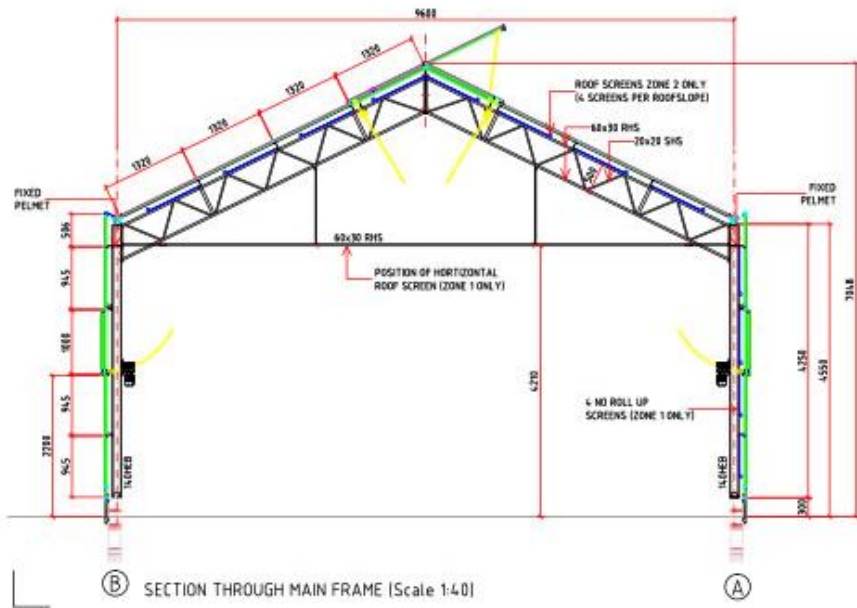 9600
1320
1320
1320
1320
ROOF SCREENS ZONE 2 ONLY
(4 SCREENS PER ROOFSLOPE)
60x30 RHS
20x20 SHS
500
FIXED
PELMET
FIXED
PELMET
60x30 RHS
POSITION OF HORTIZONTAL
ROOF SCREEN (ZONE 1 ONLY)
506
945
1000
945
945
2200
4210
4250
4550
7048
300
4 NO ROLL UP
SCREENS (ZONE 1 ONLY)
140HEB
140HEB
B SECTION THROUGH MAIN FRAME (Scale 1:40)
A